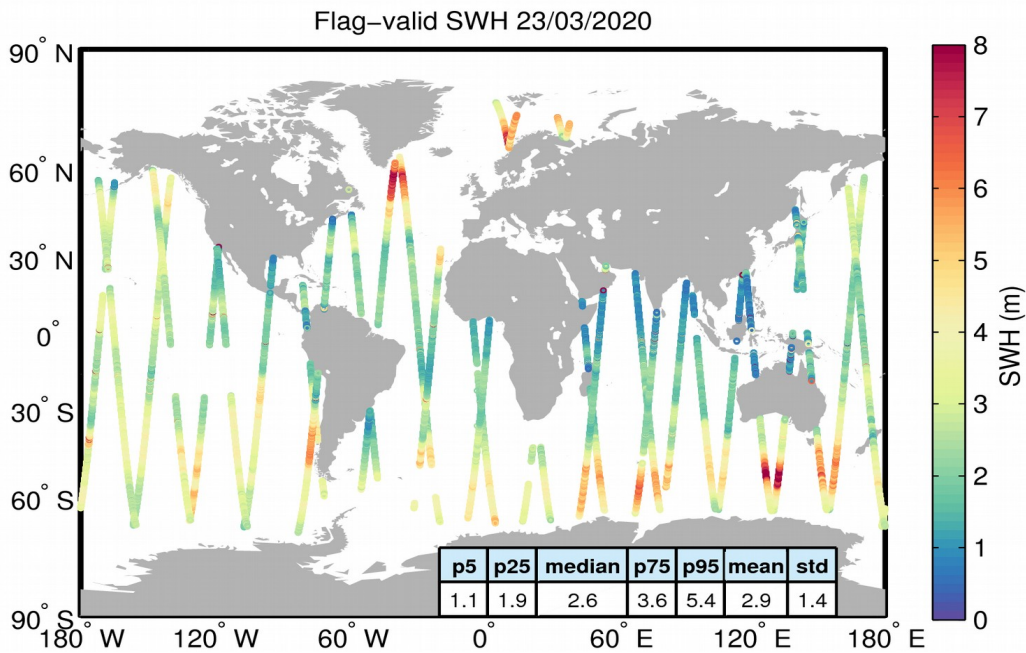 Flag−valid SWH 23/03/2020
90° N
60° N
30° N
0°
30° S
60° S
90° S
180° W
120° W
60° W
0°
60° E
120° E
180° E
p5 p25 median p75 p95 mean std
1.1 1.9 2.6 3.6 5.4 2.9 1.4
8
7
6
5
4
3
2
1
0
SWH (m)